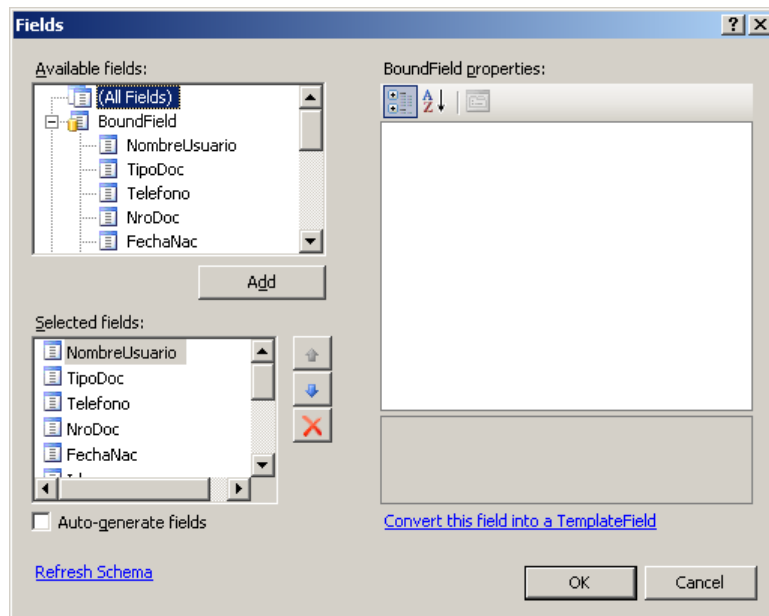 Fields
Available fields:
(All Fields)
BoundField
NombreUsuario
TipoDoc
Telefono
NroDoc
FechaNac
Add
Selected fields:
NombreUsuario
TipoDoc
Telefono
NroDoc
FechaNac
Auto-generate fields
Refresh Schema
BoundField properties:
Convert this field into a TemplateField
OK
Cancel